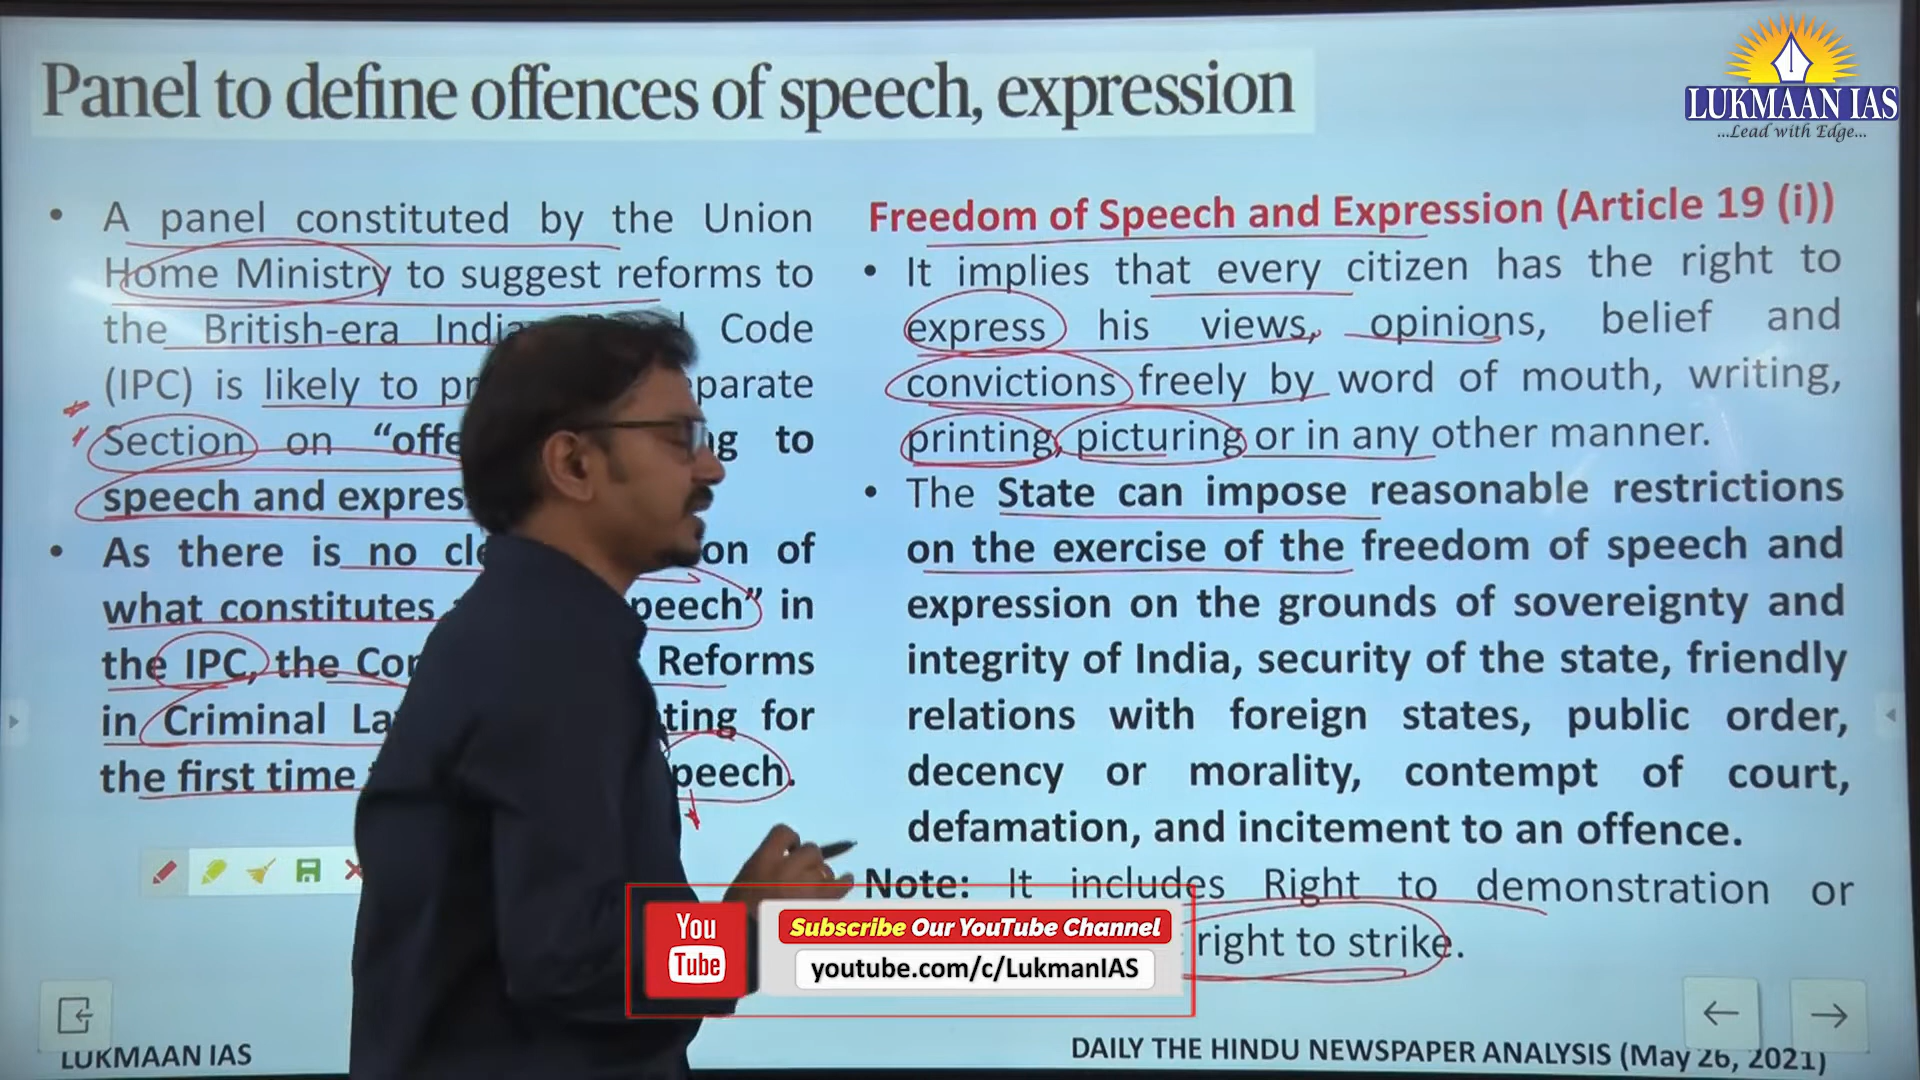 Panel to define offences of speech, expression
LUKMAAN IAS
...Lead with Edge...
• A panel constituted by the Union
Home Ministry to suggest reforms to
the British-era Code
(IPC) is likely to
Section on to
speech and
• As there is no of
what constitutes in
the IPC, the Reforms
in Criminal for
the first time
Freedom of Speech and Expression (Article 19 (i))
• It implies that every citizen has the right to
express his views, opinions, belief and
convictions freely by word of mouth, writing,
printing, picturing or in any other manner.
• The State can impose reasonable restrictions
on the exercise of the freedom of speech and
expression on the grounds of sovereignty and
integrity of India, security of the state, friendly
relations with foreign states, public order,
decency or morality, contempt of court,
defamation, and incitement to an offence.
Note: It includes Right to demonstration or
right to strike.
You
Tube
Subscribe Our YouTube Channel
youtube.com/c/LukmanIAS
LUKMAAN IAS
DAILY THE HINDU NEWSPAPER ANALYSIS (May 26, 2021)